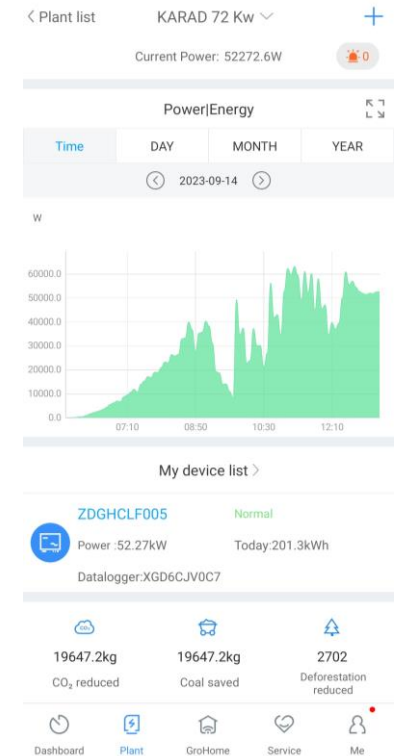 Plant list KARAD 72 Kw
Current Power: 52272.6W 0
Power|Energy
Time DAY MONTH YEAR
2023-09-14
W
60000.0
50000.0
40000.0
30000.0
20000.0
10000.0
0.0
07:10 08:50 10:30 12:10
My device list
ZDGHCLF005 Normal
Power :52.27kW Today:201.3kWh
Datalogger:XGD6CJV0C7
CO₂
19647.2kg 19647.2kg 2702
CO₂ reduced Coal saved Deforestation reduced
Dashboard Plant GroHome Service Me